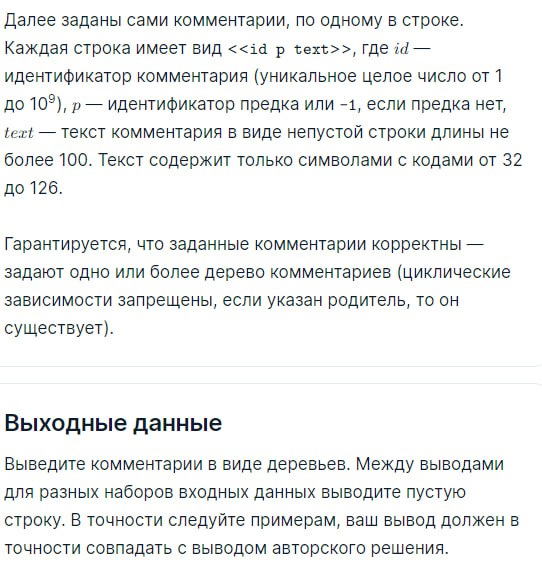 Далее заданы сами комментарии, по одному в строке.
Каждая строка имеет вид <<id p text>>, где id —
идентификатор комментария (уникальное целое число от 1
до 10⁹), p — идентификатор предка или -1, если предка нет,
text — текст комментария в виде непустой строки длины не
более 100. Текст содержит только символами с кодами от 32
до 126.
Гарантируется, что заданные комментарии корректны —
задают одно или более дерево комментариев (циклические
зависимости запрещены, если указан родитель, то он
существует).
Выходные данные
Выведите комментарии в виде деревьев. Между выводами
для разных наборов входных данных выводите пустую
строку. В точности следуйте примерам, ваш вывод должен в
точности совпадать с выводом авторского решения.